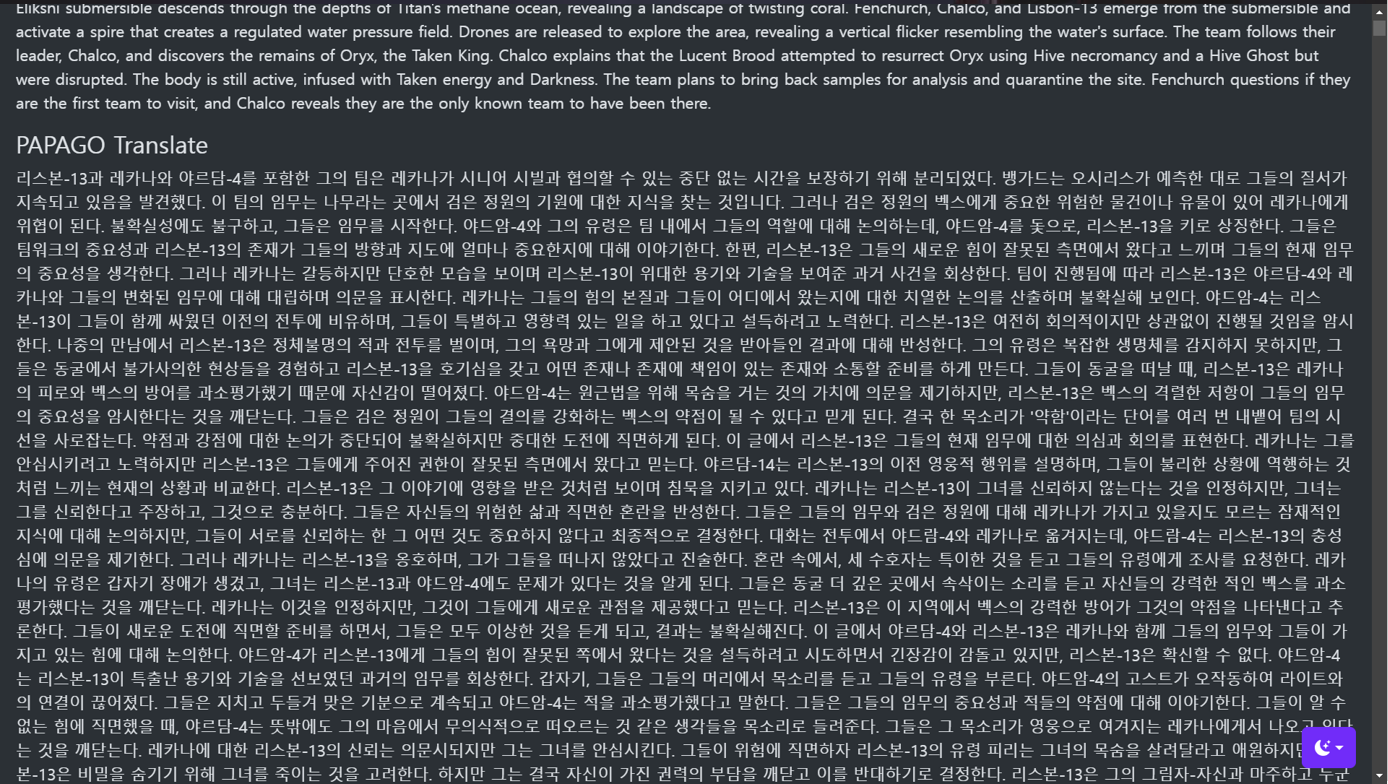 Eliksni submersible descends through the depths of Titan's methane ocean, revealing a landscape of twisting coral. Fenchurch, Chalco, and Lisbon-13 emerge from the submersible and
activate a spire that creates a regulated water pressure field. Drones are released to explore the area, revealing a vertical flicker resembling the water's surface. The team follows their
leader, Chalco, and discovers the remains of Oryx, the Taken King. Chalco explains that the Lucent Brood attempted to resurrect Oryx using Hive necromancy and a Hive Ghost but
were disrupted. The body is still active, infused with Taken energy and Darkness. The team plans to bring back samples for analysis and quarantine the site. Fenchurch questions if they
are the first team to visit, and Chalco reveals they are the only known team to have been there.
PAPAGO Translate
리스본-13과 레카나와 야르담-4를 포함한 그의 팀은 레카나가 시니어 시빌과 협의할 수 있는 중단 없는 시간을 보장하기 위해 분리되었다. 뱅가드는 오시리스가 예측한 대로 그들의 질서가
지속되고 있음을 발견했다. 이 팀의 임무는 나무라는 곳에서 검은 정원의 기원에 대한 지식을 찾는 것입니다. 그러나 검은 정원의 벡스에게 중요한 위험한 물건이나 유물이 있어 레카나에게
위협이 된다. 불확실성에도 불구하고, 그들은 임무를 시작한다. 야드암-4와 그의 유령은 팀 내에서 그들의 역할에 대해 논의하는데, 야드암-4를 돛으로, 리스본-13을 키로 상징한다. 그들은
팀워크의 중요성과 리스본-13의 존재가 그들의 방향과 지도에 얼마나 중요한지에 대해 이야기한다. 한편, 리스본-13은 그들의 새로운 힘이 잘못된 측면에서 왔다고 느끼며 그들의 현재 임무
의 중요성을 생각한다. 그러나 레카나는 갈등하지만 단호한 모습을 보이며 리스본-13이 위대한 용기와 기술을 보여준 과거 사건을 회상한다. 팀이 진행됨에 따라 리스본-13은 야르담-4와 레
카나와 그들의 변화된 임무에 대해 대립하며 의문을 표시한다. 레카나는 그들의 힘의 본질과 그들이 어디에서 왔는지에 대한 치열한 논의를 산출하며 불확실해 보인다. 야드암-4는 리스
본-13이 그들이 함께 싸웠던 이전의 전투에 비유하며, 그들이 특별하고 영향력 있는 일을 하고 있다고 설득하려고 노력한다. 리스본-13은 여전히 회의적이지만 상관없이 진행될 것임을 암시
한다. 나중의 만남에서 리스본-13은 정체불명의 적과 전투를 벌이며, 그의 욕망과 그에게 제안된 것을 받아들인 결과에 대해 반성한다. 그의 유령은 복잡한 생명체를 감지하지 못하지만, 그
들은 동굴에서 불가사의한 현상들을 경험하고 리스본-13을 호기심을 갖고 어떤 존재나 존재에 책임이 있는 존재와 소통할 준비를 하게 만든다. 그들이 동굴을 떠날 때, 리스본-13은 레카나
의 피로와 벡스의 방어를 과소평가했기 때문에 자신감이 떨어졌다. 야드암-4는 원근법을 위해 목숨을 거는 것의 가치에 의문을 제기하지만, 리스본-13은 벡스의 격렬한 저항이 그들의 임무
의 중요성을 암시한다는 것을 깨닫는다. 그들은 검은 정원이 그들의 결의를 강화하는 벡스의 약점이 될 수 있다고 믿게 된다. 결국 한 목소리가 '약함'이라는 단어를 여러 번 내뱉어 팀의 시
선을 사로잡는다. 약점과 강점에 대한 논의가 중단되어 불확실하지만 중대한 도전에 직면하게 된다. 이 글에서 리스본-13은 그들의 현재 임무에 대한 의심과 회의를 표현한다. 레카나는 그를
안심시키려고 노력하지만 리스본-13은 그들에게 주어진 권한이 잘못된 측면에서 왔다고 믿는다. 야르담-14는 리스본-13의 이전 영웅적 행위를 설명하며, 그들이 불리한 상황에 역행하는 것
처럼 느끼는 현재의 상황과 비교한다. 리스본-13은 그 이야기에 영향을 받은 것처럼 보이며 침묵을 지키고 있다. 레카나는 리스본-13이 그녀를 신뢰하지 않는다는 것을 인정하지만, 그녀는
그를 신뢰한다고 주장하고, 그것으로 충분하다. 그들은 자신들의 위험한 삶과 직면한 혼란을 반성한다. 그들은 그들의 임무와 검은 정원에 대해 레카나가 가지고 있을지도 모르는 잠재적인
지식에 대해 논의하지만, 그들이 서로를 신뢰하는 한 그 어떤 것도 중요하지 않다고 최종적으로 결정한다. 대화는 전투에서 야드암-4와 레카나로 옮겨지는데, 야드암-4는 리스본-13의 충성
심에 의문을 제기한다. 그러나 레카나는 리스본-13을 옹호하며, 그가 그들을 떠나지 않았다고 진술한다. 혼란 속에서, 세 수호자는 특이한 것을 듣고 그들의 유령에게 조사를 요청한다. 레카
나의 유령은 갑자기 장애가 생겼고, 그녀는 리스본-13과 야드암-4에도 문제가 있다는 것을 알게 된다. 그들은 동굴 더 깊은 곳에서 속삭이는 소리를 듣고 자신들의 강력한 적인 벡스를 과소
평가했다는 것을 깨닫는다. 레카나는 이것을 인정하지만, 그것이 그들에게 새로운 관점을 제공했다고 믿는다. 리스본-13은 이 지역에서 벡스의 강력한 방어가 그것의 약점을 나타낸다고 추
론한다. 그들이 새로운 도전에 직면할 준비를 하면서, 그들은 모두 이상한 것을 듣게 되고, 결과는 불확실해진다. 이 글에서 야르담-4와 리스본-13은 레카나와 함께 그들의 임무와 그들이 가
지고 있는 힘에 대해 논의한다. 야드암-4가 리스본-13에게 그들의 힘이 잘못된 쪽에서 왔다는 것을 설득하려고 시도하면서 긴장감이 감돌고 있지만, 리스본-13은 확신할 수 없다. 야드암-4
는 리스본-13이 특출난 용기와 기술을 선보였던 과거의 임무를 회상한다. 갑자기, 그들은 그들의 머리에서 목소리를 듣고 그들의 유령을 부른다. 야드암-4의 고스트가 오작동하여 라이트와
의 연결이 끊어졌다. 그들은 지치고 두들겨 맞은 기분으로 계속되고 야드암-4는 적을 과소평가했다고 말한다. 그들은 그들의 임무의 중요성과 적들의 약점에 대해 이야기한다. 그들이 알 수
없는 힘에 직면했을 때, 야르담-4는 뜻밖에도 그의 마음에서 무의식적으로 떠오르는 것 같은 생각들을 목소리로 들려준다. 그들은 그 목소리가 영웅으로 여겨지는 레카나에게서 나오고 있다
는 것을 깨닫는다. 레카나에 대한 리스본-13의 신뢰는 의문시되지만 그는 그녀를 안심시킨다. 그들이 위험에 직면하자 리스본-13의 유령 피리는 그녀의 목숨을 살려달라고 애원하지만
본-13은 비밀을 숨기기 위해 그녀를 죽이는 것을 고려한다. 하지만 그는 결국 자신이 가진 권력의 부담을 깨닫고 이를 반대하기로 결정한다. 리스본-13은 그의 그림자-자신과 마주하고